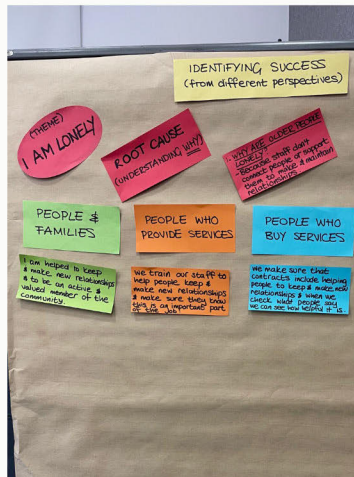 IDENTIFYING SUCCESS
(from different perspectives)
(THEME)
I AM LONELY
ROOT CAUSE
(UNDERSTANDING WHY)
- WHY ARE OLDER PEOPLE
LONELY?
- Because staff don't
connect people or support
them to make & maintain
relationships
PEOPLE &
FAMILIES
PEOPLE WHO
PROVIDE SERVICES
PEOPLE WHO
BUY SERVICES
I am helped to keep
& make new relationships
& to be an active &
valued member of the
community.
we train our staff to
help people keep &
make new relationships
& make sure they know
this is an important part
of the job
we make sure that
contracts include helping
people to keep & make new
relationships & when we
check what people say
we can see how helpful it is.